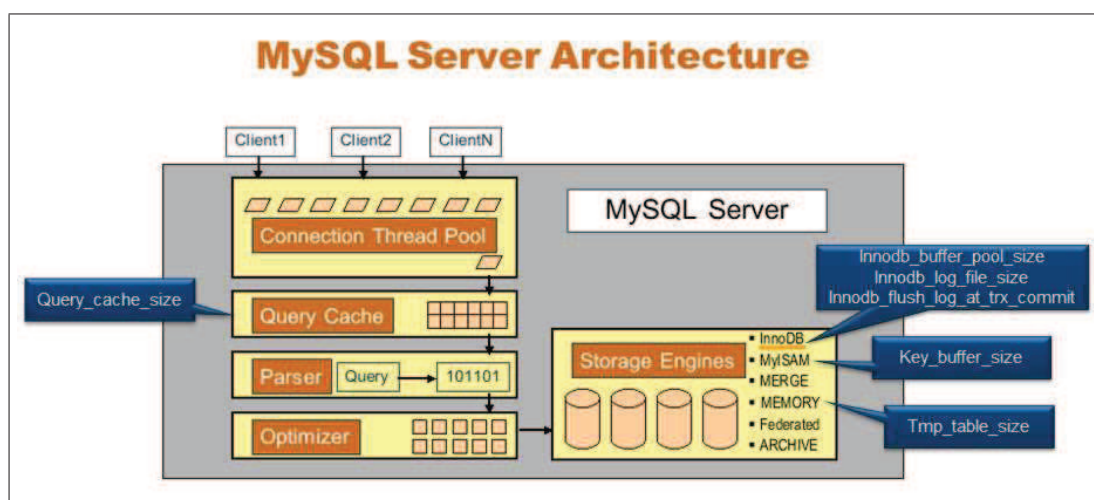 MySQL Server Architecture
Client1
Client2
ClientN
MySQL Server
Connection Thread Pool
Innodb_buffer_pool_size
Innodb_log_file_size
Innodb_flush_log_at_trx_commit
Query_cache_size
Query Cache
Storage Engines
▪ InnoDB
▪ MyISAM
▪ MERGE
▪ MEMORY
▪ Federated
▪ ARCHIVE
Key_buffer_size
Parser
Query
101101
Tmp_table_size
Optimizer